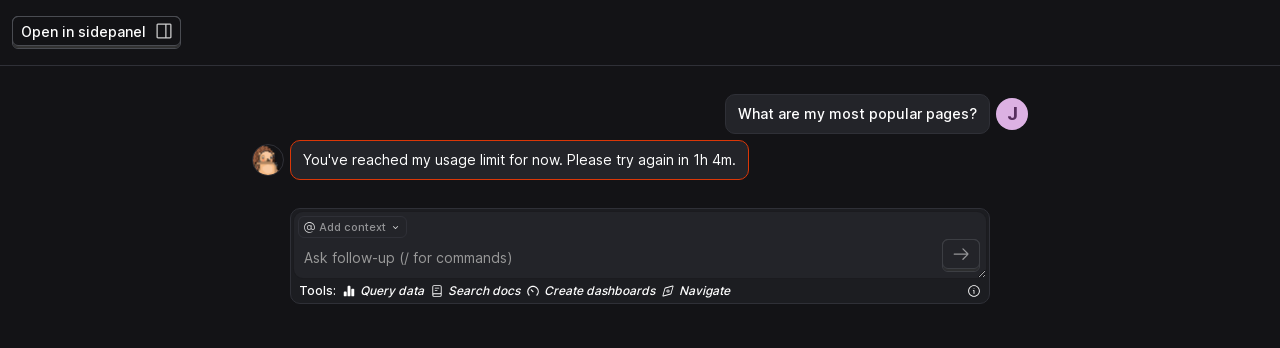 Open in sidepanel
What are my most popular pages?
J
You've reached my usage limit for now. Please try again in 1h 4m.
@ Add context
Ask follow-up (/ for commands)
Tools: Query data Search docs Create dashboards Navigate